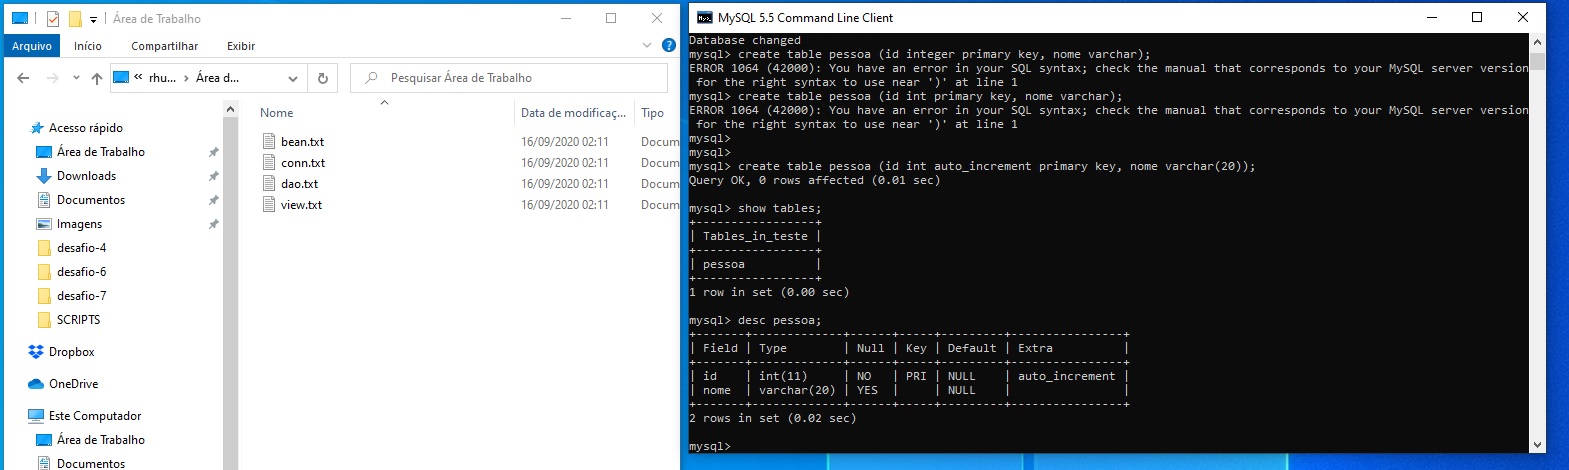 Área de Trabalho
Arquivo Início Compartilhar Exibir
« rhu... > Área d...
Pesquisar Área de Trabalho
Nome Data de modificaç... Tipo
bean.txt 16/09/2020 02:11 Docum
conn.txt 16/09/2020 02:11 Docum
dao.txt 16/09/2020 02:11 Docum
view.txt 16/09/2020 02:11 Docum
Acesso rápido
Área de Trabalho
Downloads
Documentos
Imagens
desafio-4
desafio-6
desafio-7
SCRIPTS
Dropbox
OneDrive
Este Computador
Área de Trabalho
Documentos
MySQL 5.5 Command Line Client
Database changed
mysql> create table pessoa (id integer primary key, nome varchar);
ERROR 1064 (42000): You have an error in your SQL syntax; check the manual that corresponds to your MySQL server version
 for the right syntax to use near ')' at line 1
mysql> create table pessoa (id int primary key, nome varchar);
ERROR 1064 (42000): You have an error in your SQL syntax; check the manual that corresponds to your MySQL server version
 for the right syntax to use near ')' at line 1
mysql>
mysql>
mysql> create table pessoa (id int auto_increment primary key, nome varchar(20));
Query OK, 0 rows affected (0.01 sec)
mysql> show tables;
+-----------------+
| Tables_in_teste |
+-----------------+
| pessoa          |
+-----------------+
1 row in set (0.00 sec)
mysql> desc pessoa;
+-------+-------------+------+-----+---------+----------------+
| Field | Type        | Null | Key | Default | Extra          |
+-------+-------------+------+-----+---------+----------------+
| id    | int(11)     | NO   | PRI | NULL    | auto_increment |
| nome  | varchar(20) | YES  |     | NULL    |                |
+-------+-------------+------+-----+---------+----------------+
2 rows in set (0.02 sec)
mysql>